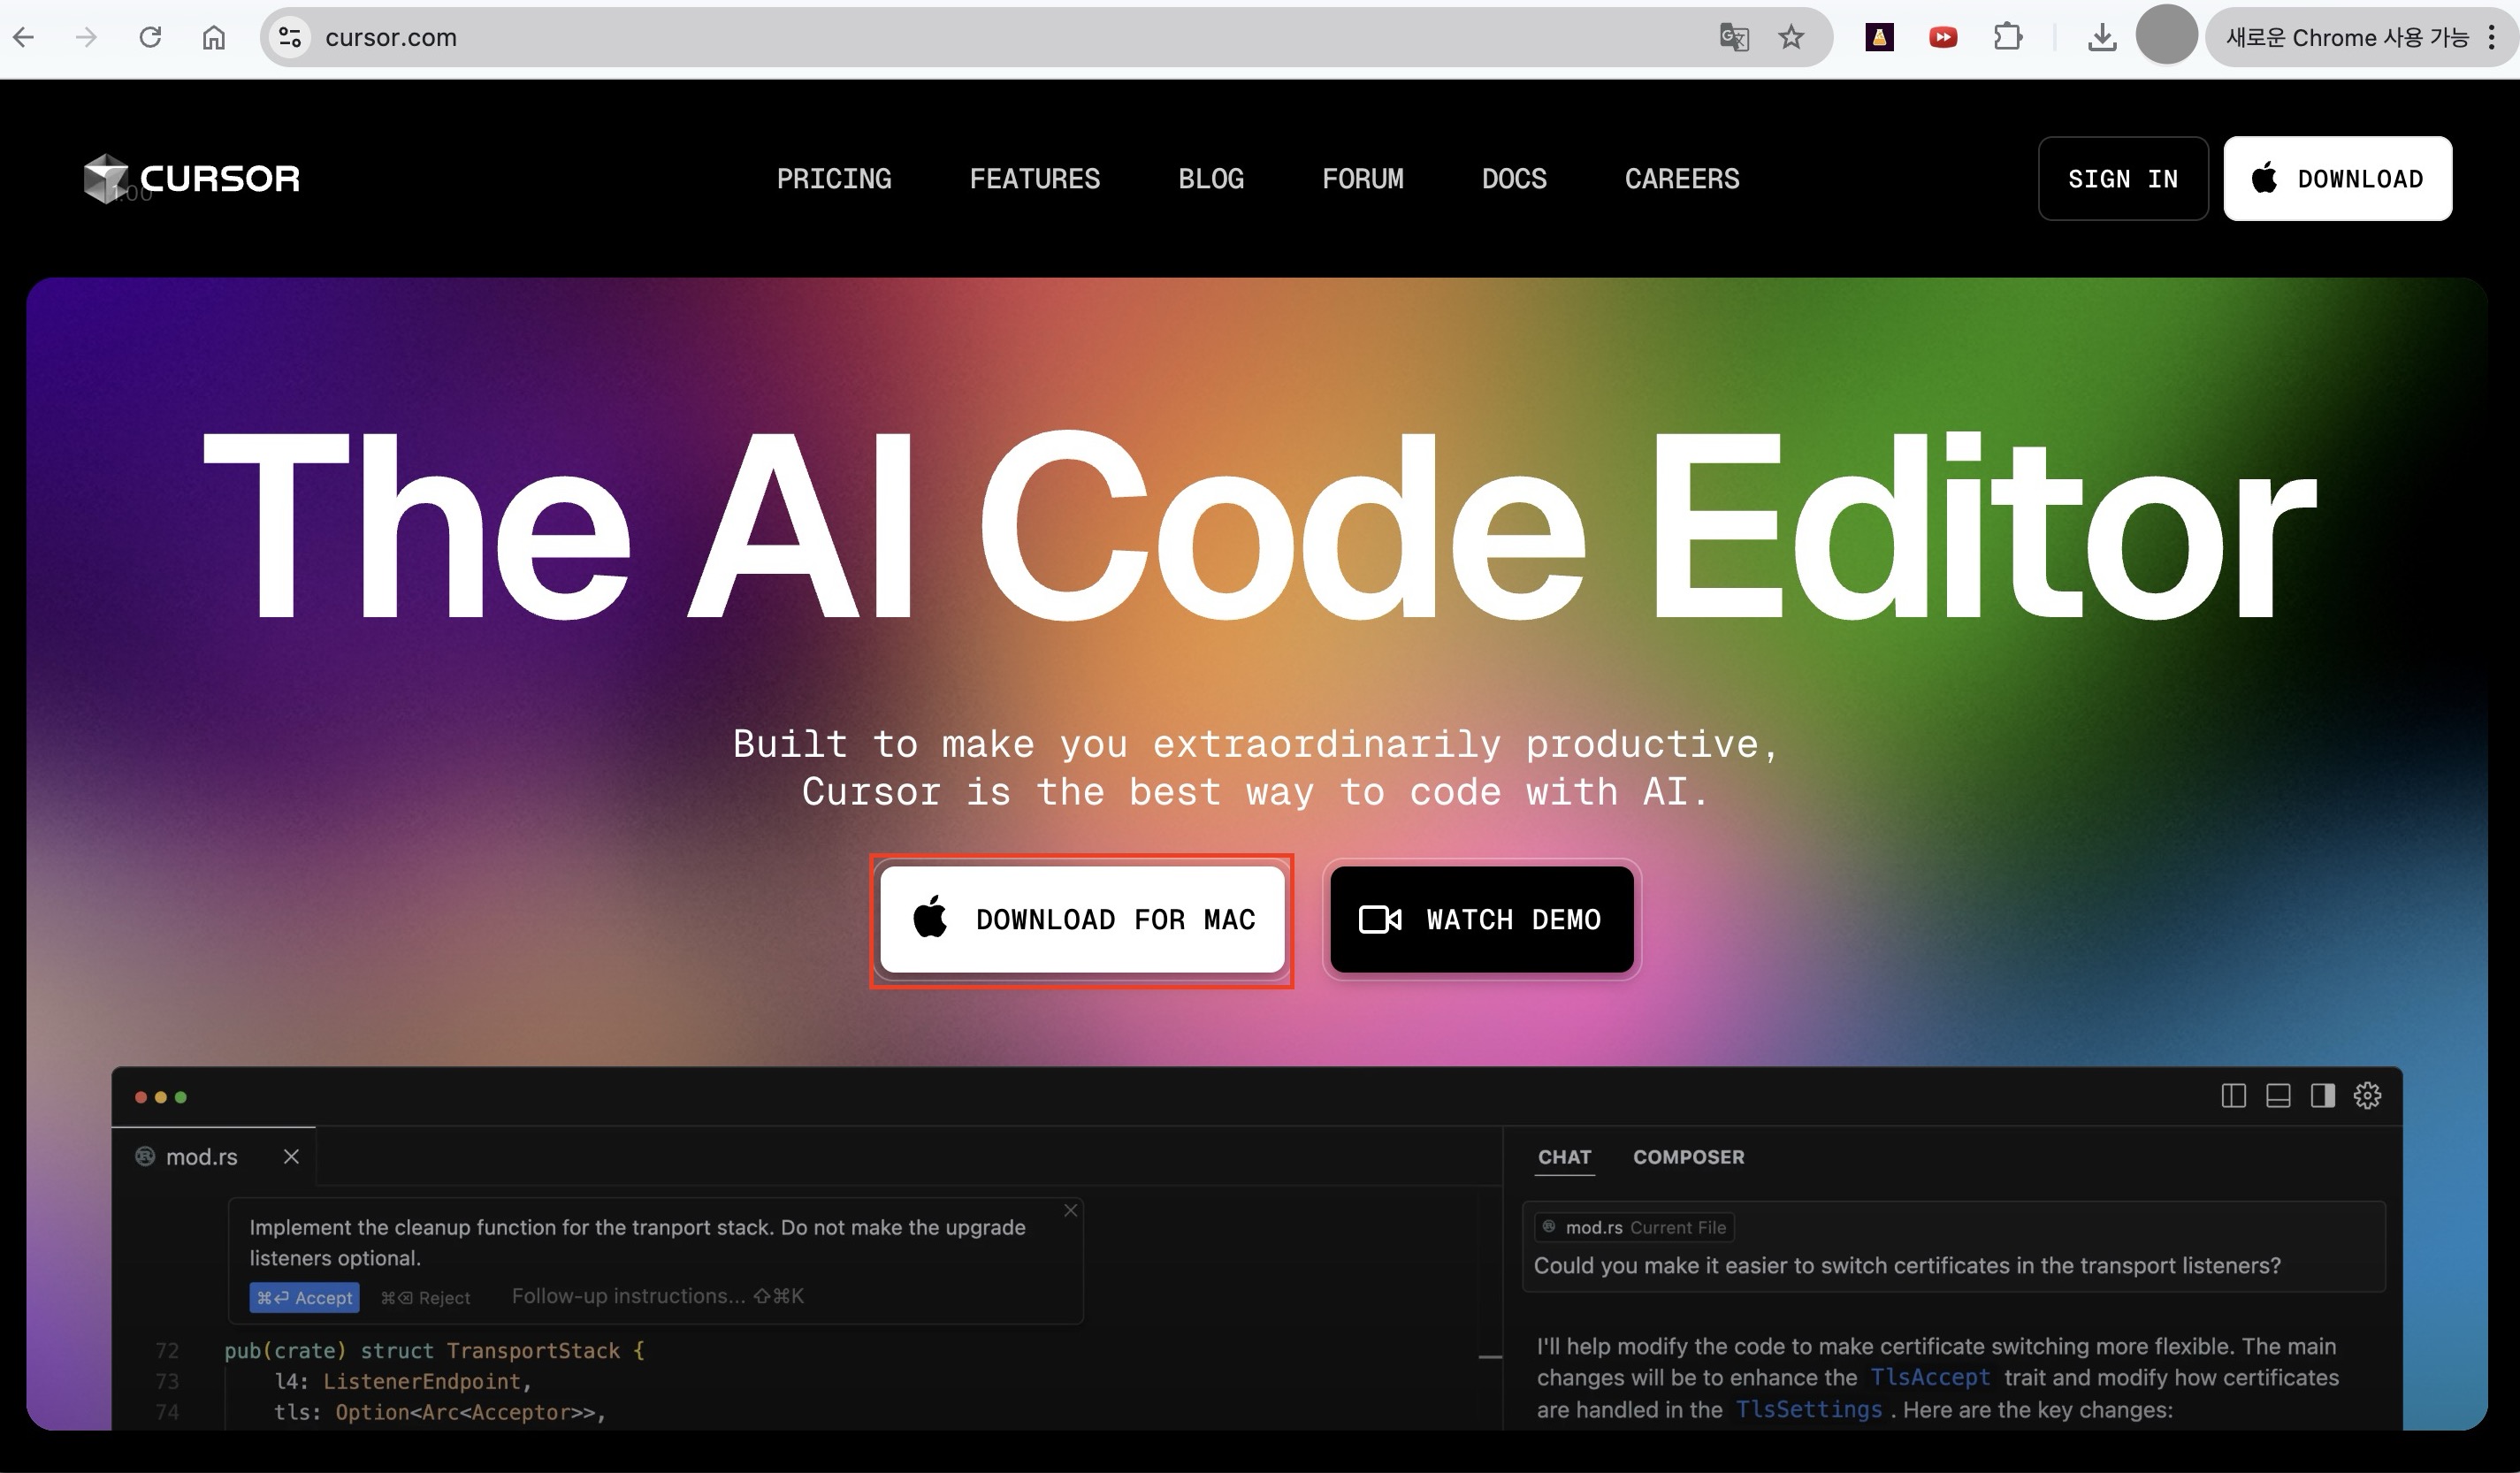 cursor.com
새로운 Chrome 사용 가능
CURSOR
1.00
PRICING
FEATURES
BLOG
FORUM
DOCS
CAREERS
SIGN IN
DOWNLOAD
The AI Code Editor
Built to make you extraordinarily productive,
Cursor is the best way to code with AI.
DOWNLOAD FOR MAC
WATCH DEMO
mod.rs
Implement the cleanup function for the tranport stack. Do not make the upgrade
listeners optional.
⌘⏎ Accept ⌘⌫ Reject Follow-up instructions... ⇧⌘K
72 pub(crate) struct TransportStack {
73 l4: ListenerEndpoint,
74 tls: Option<Arc<Acceptor>>,
CHAT COMPOSER
mod.rs Current File
Could you make it easier to switch certificates in the transport listeners?
I'll help modify the code to make certificate switching more flexible. The main
changes will be to enhance the TlsAccept trait and modify how certificates
are handled in the TlsSettings . Here are the key changes: